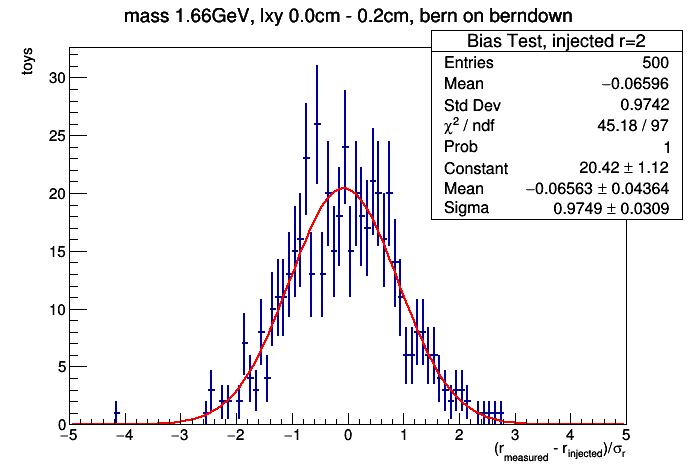 mass 1.66GeV, lxy 0.0cm - 0.2cm, bern on berndown
Bias Test, injected r=2
Entries 500
Mean −0.06596
Std Dev 0.9742
χ² / ndf 45.18 / 97
Prob 1
Constant 20.42 ± 1.12
Mean −0.06563 ± 0.04364
Sigma 0.9749 ± 0.0309
toys
30
25
20
15
10
5
0
−5 −4 −3 −2 −1 0 1 2 3 4 5
(r_measured - r_injected)/σ_r